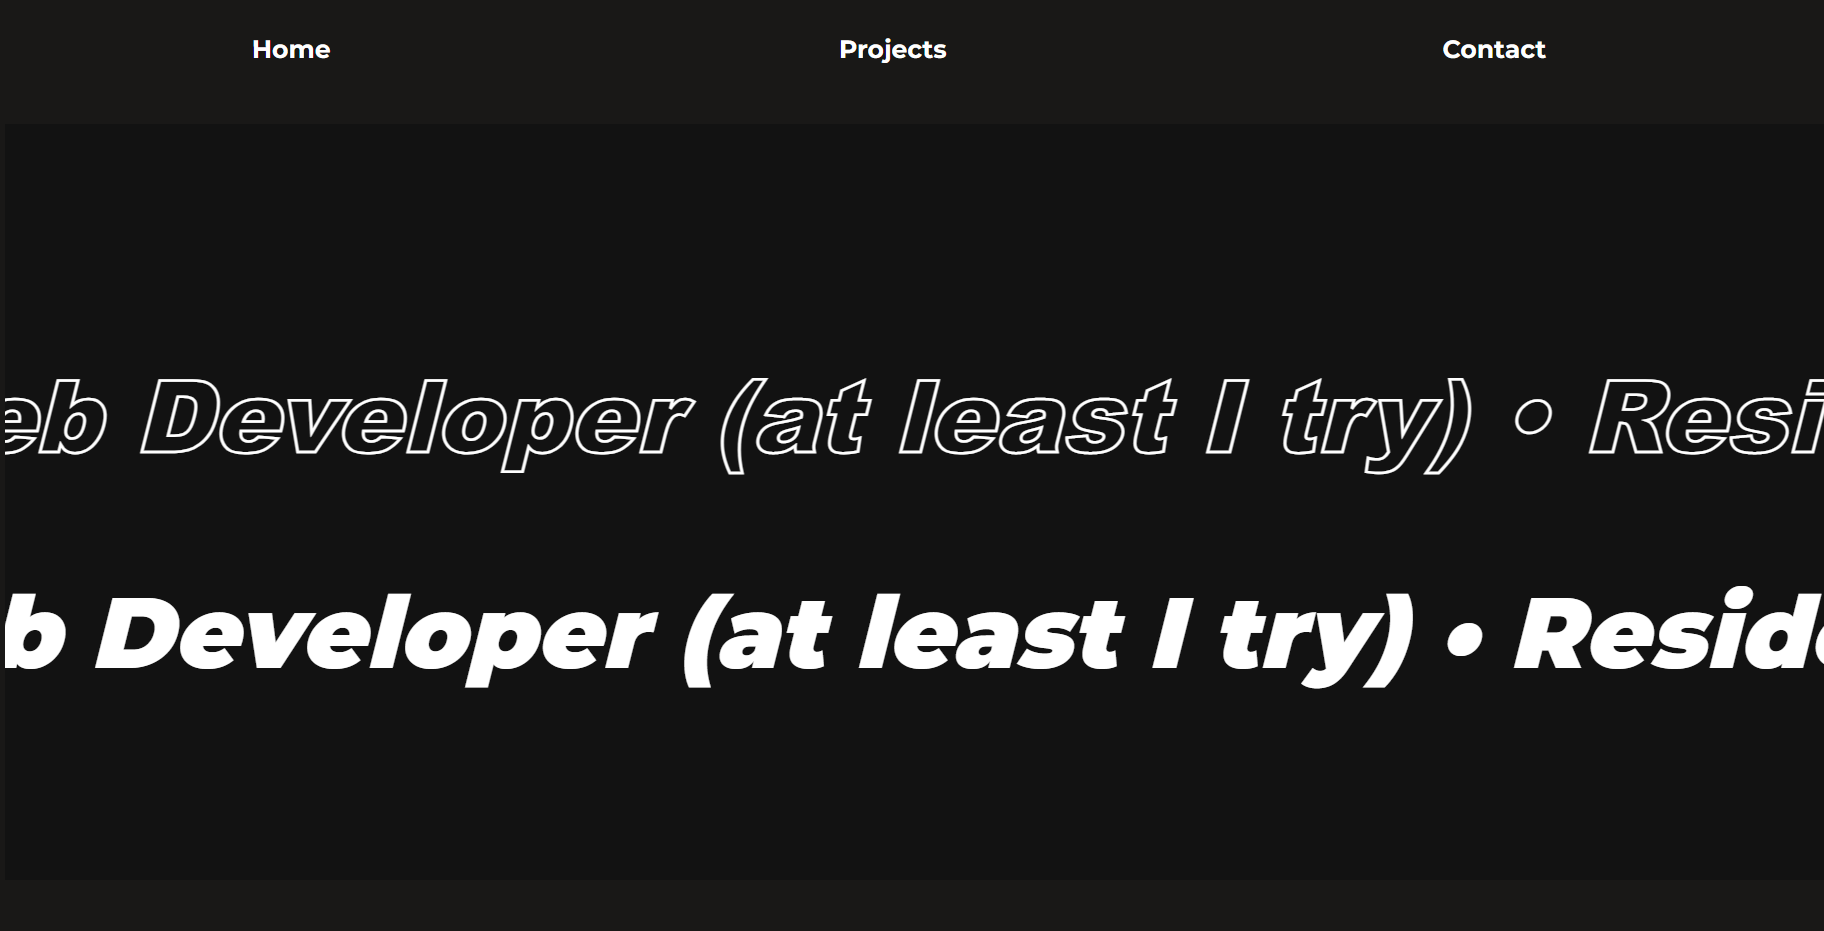 Home Projects Contact
eb Developer (at least I try) • Resi
b Developer (at least I try) • Resid